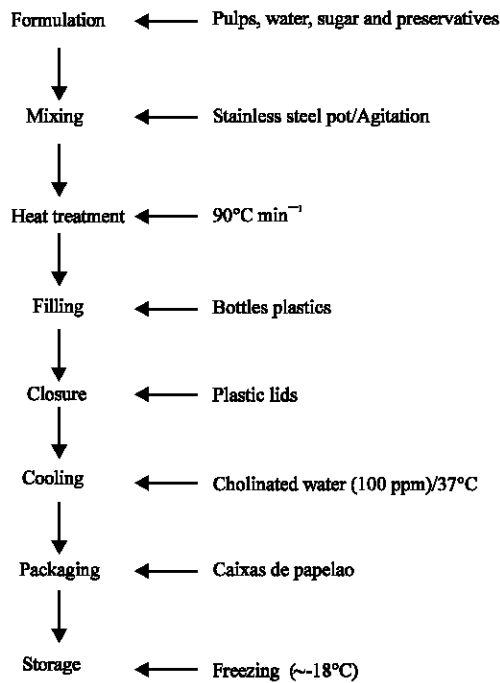 Formulation Pulps, water, sugar and preservatives
Mixing Stainless steel pot/Agitation
Heat treatment 90°C min⁻¹
Filling Bottles plastics
Closure Plastic lids
Cooling Cholinated water (100 ppm)/37°C
Packaging Caixas de papelao
Storage Freezing (~-18°C)